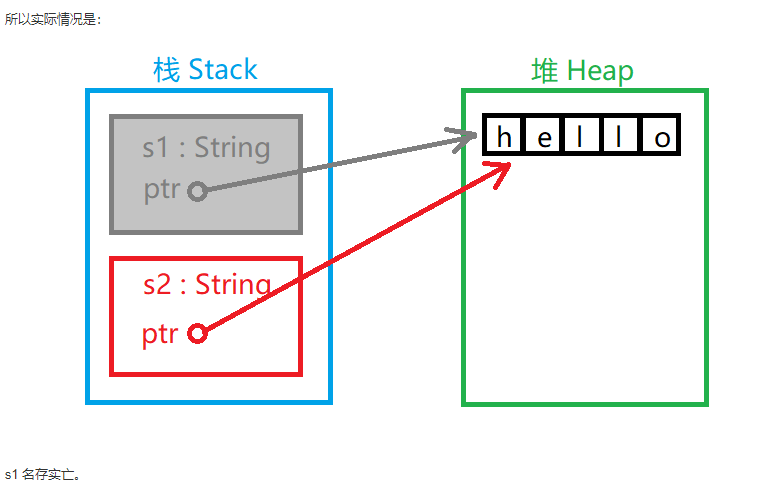 所以实际情况是：
栈 Stack
堆 Heap
s1 : String
ptr
h e l l o
s2 : String
ptr
s1 名存实亡。